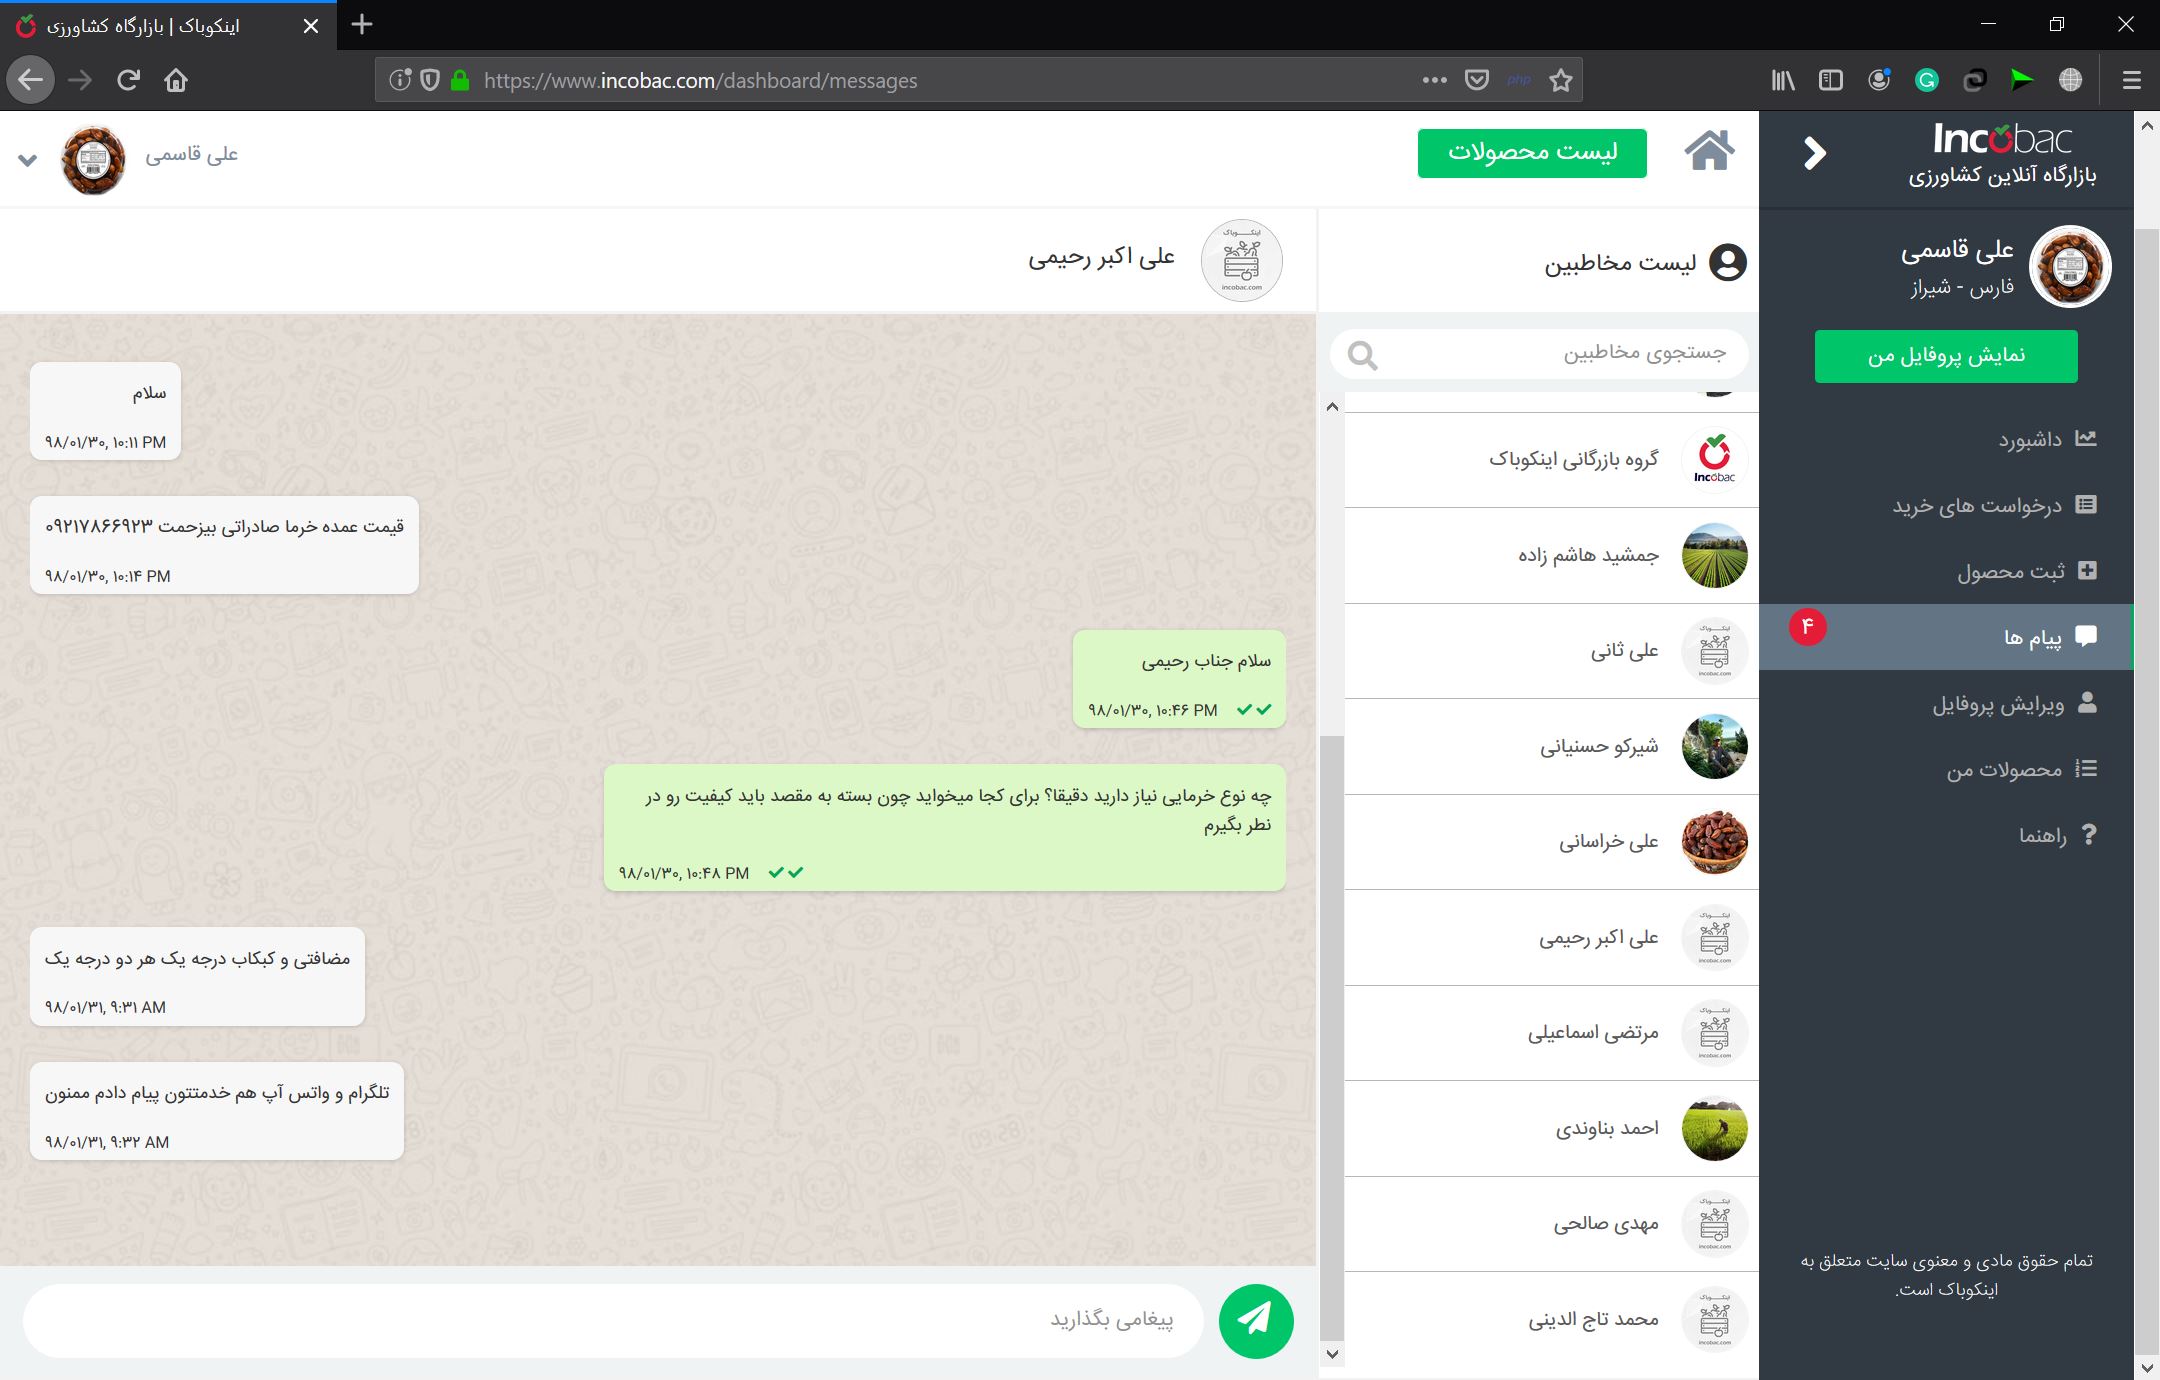 اینکوباک | بازارگاه کشاورزی
https://www.incobac.com/dashboard/messages
php
Incobac
بازارگاه آنلاین کشاورزی
علی قاسمی
فارس - شیراز
نمایش پروفایل من
داشبورد
درخواست های خرید
ثبت محصول
پیام ها
۴
ویرایش پروفایل
محصولات من
راهنما
تمام حقوق مادی و معنوی سایت متعلق به
اینکوباک است.
لیست محصولات
علی قاسمی
لیست مخاطبین
جستجوی مخاطبین
گروه بازرگانی اینکوباک
Incobac
جمشید هاشم زاده
علی ثانی
شیرکو حسنیانی
علی خراسانی
علی اکبر رحیمی
مرتضی اسماعیلی
احمد بناوندی
مهدی صالحی
محمد تاج الدینی
علی اکبر رحیمی
اینکوباک
incobac.com
سلام
۹۸/۰۱/۳۰, ۱۰:۱۱ PM
قیمت عمده خرما صادراتی بیزحمت ۰۹۲۱۷۸۶۶۹۲۳
۹۸/۰۱/۳۰, ۱۰:۱۴ PM
سلام جناب رحیمی
۹۸/۰۱/۳۰, ۱۰:۴۶ PM
چه نوع خرمایی نیاز دارید دقیقا؟ برای کجا میخواید چون بسته به مقصد باید کیفیت رو در
نطر بگیرم
۹۸/۰۱/۳۰, ۱۰:۴۸ PM
مضافتی و کبکاب درجه یک هر دو درجه یک
۹۸/۰۱/۳۱, ۹:۳۱ AM
تلگرام و واتس آپ هم خدمتتون پیام دادم ممنون
۹۸/۰۱/۳۱, ۹:۳۲ AM
پیغامی بگذارید